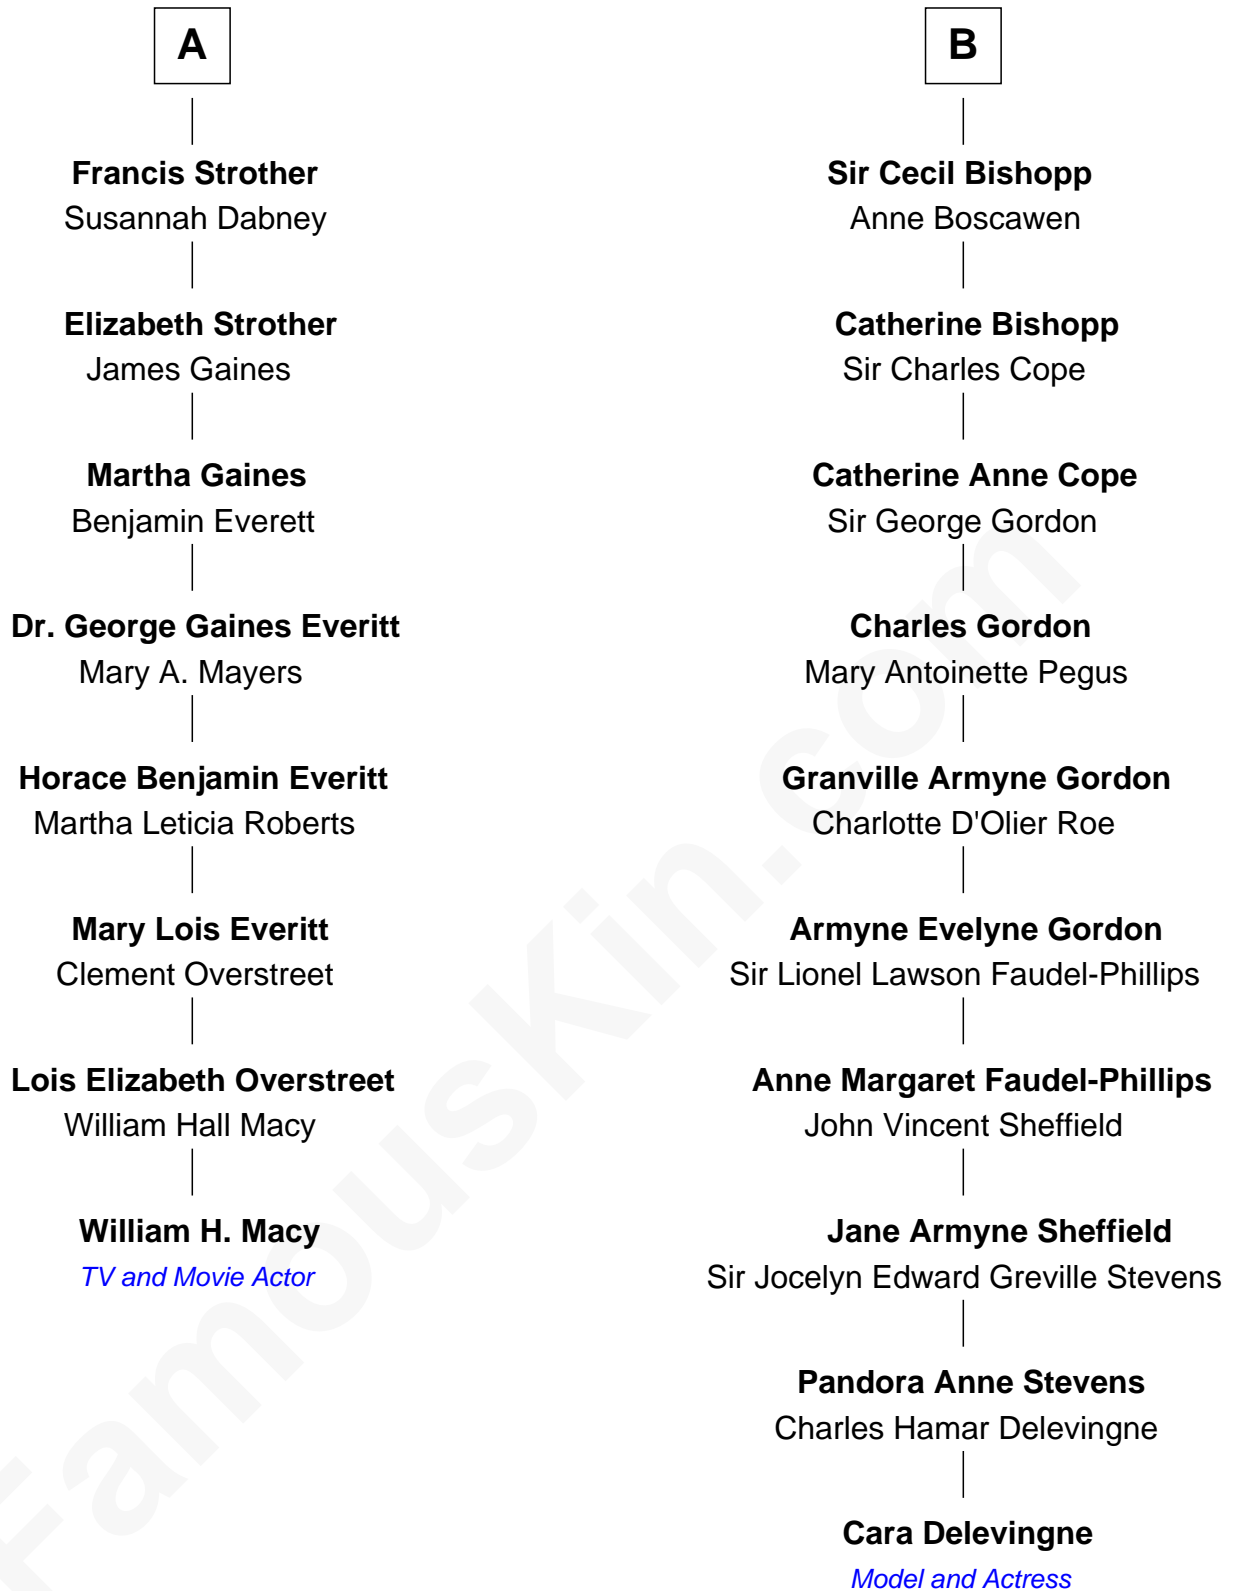 A
Francis Strother
Susannah Dabney
Elizabeth Strother
James Gaines
Martha Gaines
Benjamin Everett
Dr. George Gaines Everitt
Mary A. Mayers
Horace Benjamin Everitt
Martha Leticia Roberts
Mary Lois Everitt
Clement Overstreet
Lois Elizabeth Overstreet
William Hall Macy
William H. Macy
TV and Movie Actor
B
Sir Cecil Bishopp
Anne Boscawen
Catherine Bishopp
Sir Charles Cope
Catherine Anne Cope
Sir George Gordon
Charles Gordon
Mary Antoinette Pegus
Granville Armyne Gordon
Charlotte D'Olier Roe
Armyne Evelyne Gordon
Sir Lionel Lawson Faudel-Phillips
Anne Margaret Faudel-Phillips
John Vincent Sheffield
Jane Armyne Sheffield
Sir Jocelyn Edward Greville Stevens
Pandora Anne Stevens
Charles Hamar Delevingne
Cara Delevingne
Model and Actress
FamousKin.com